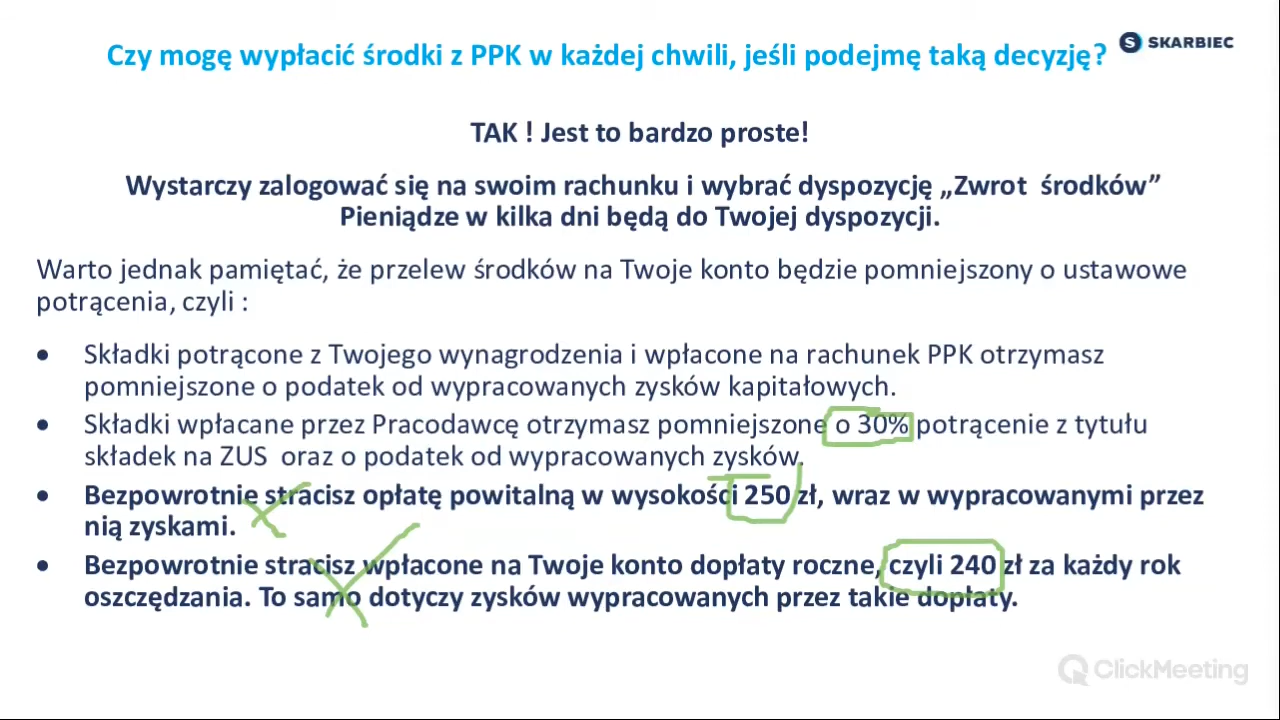 Czy mogę wypłacić środki z PPK w każdej chwili, jeśli podejmę taką decyzję?
S SKARBIEC
TAK ! Jest to bardzo proste!
Wystarczy zalogować się na swoim rachunku i wybrać dyspozycję „Zwrot środków”
Pieniądze w kilka dni będą do Twojej dyspozycji.
Warto jednak pamiętać, że przelew środków na Twoje konto będzie pomniejszony o ustawowe
potrącenia, czyli :
• Składki potrącone z Twojego wynagrodzenia i wpłacone na rachunek PPK otrzymasz
pomniejszone o podatek od wypracowanych zysków kapitałowych.
• Składki wpłacane przez Pracodawcę otrzymasz pomniejszone o 30% potrącenie z tytułu
składek na ZUS oraz o podatek od wypracowanych zysków.
• Bezpowrotnie stracisz opłatę powitalną w wysokości 250 zł, wraz w wypracowanymi przez
nią zyskami.
• Bezpowrotnie stracisz wpłacone na Twoje konto dopłaty roczne, czyli 240 zł za każdy rok
oszczędzania. To samo dotyczy zysków wypracowanych przez takie dopłaty.
ClickMeeting